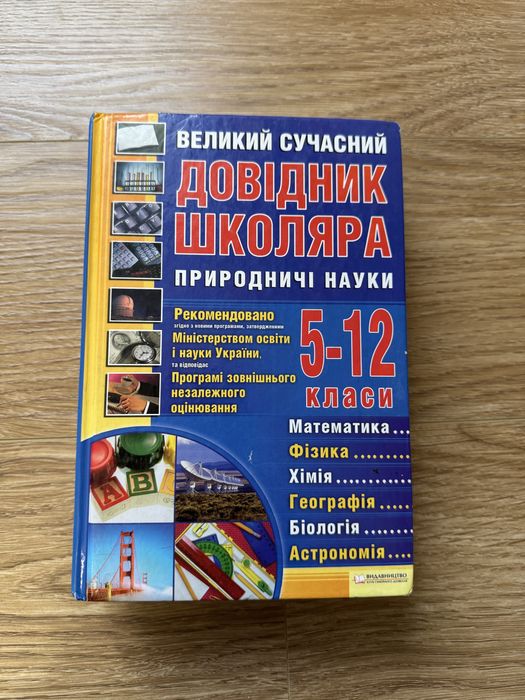 ВЕЛИКИЙ СУЧАСНИЙ
ДОВІДНИК
ШКОЛЯРА
ПРИРОДНИЧІ НАУКИ
Рекомендовано
згідно з новими програмами, затвердженими
Міністерством освіти
і науки України,
та відповідає
Програмі зовнішнього
незалежного
оцінювання
5-12
класи
Математика...
Фізика........
Хімія........
Географія.....
Біологія.......
Астрономія....
A B
ВИДАВНИЦТВО